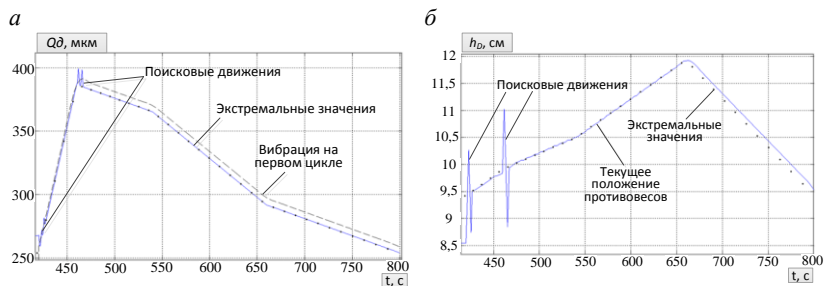 а
Qд, мкм
400
350
300
250
450
500
550
600
650
700
750
800
t, с
Поисковые движения
Экстремальные значения
Вибрация на
первом цикле
б
hD, см
12
11,5
11
10,5
10
9,5
9
8,5
450
500
550
600
650
700
750
800
t, с
Поисковые движения
Экстремальные
значения
Текущее
положение
противовесов